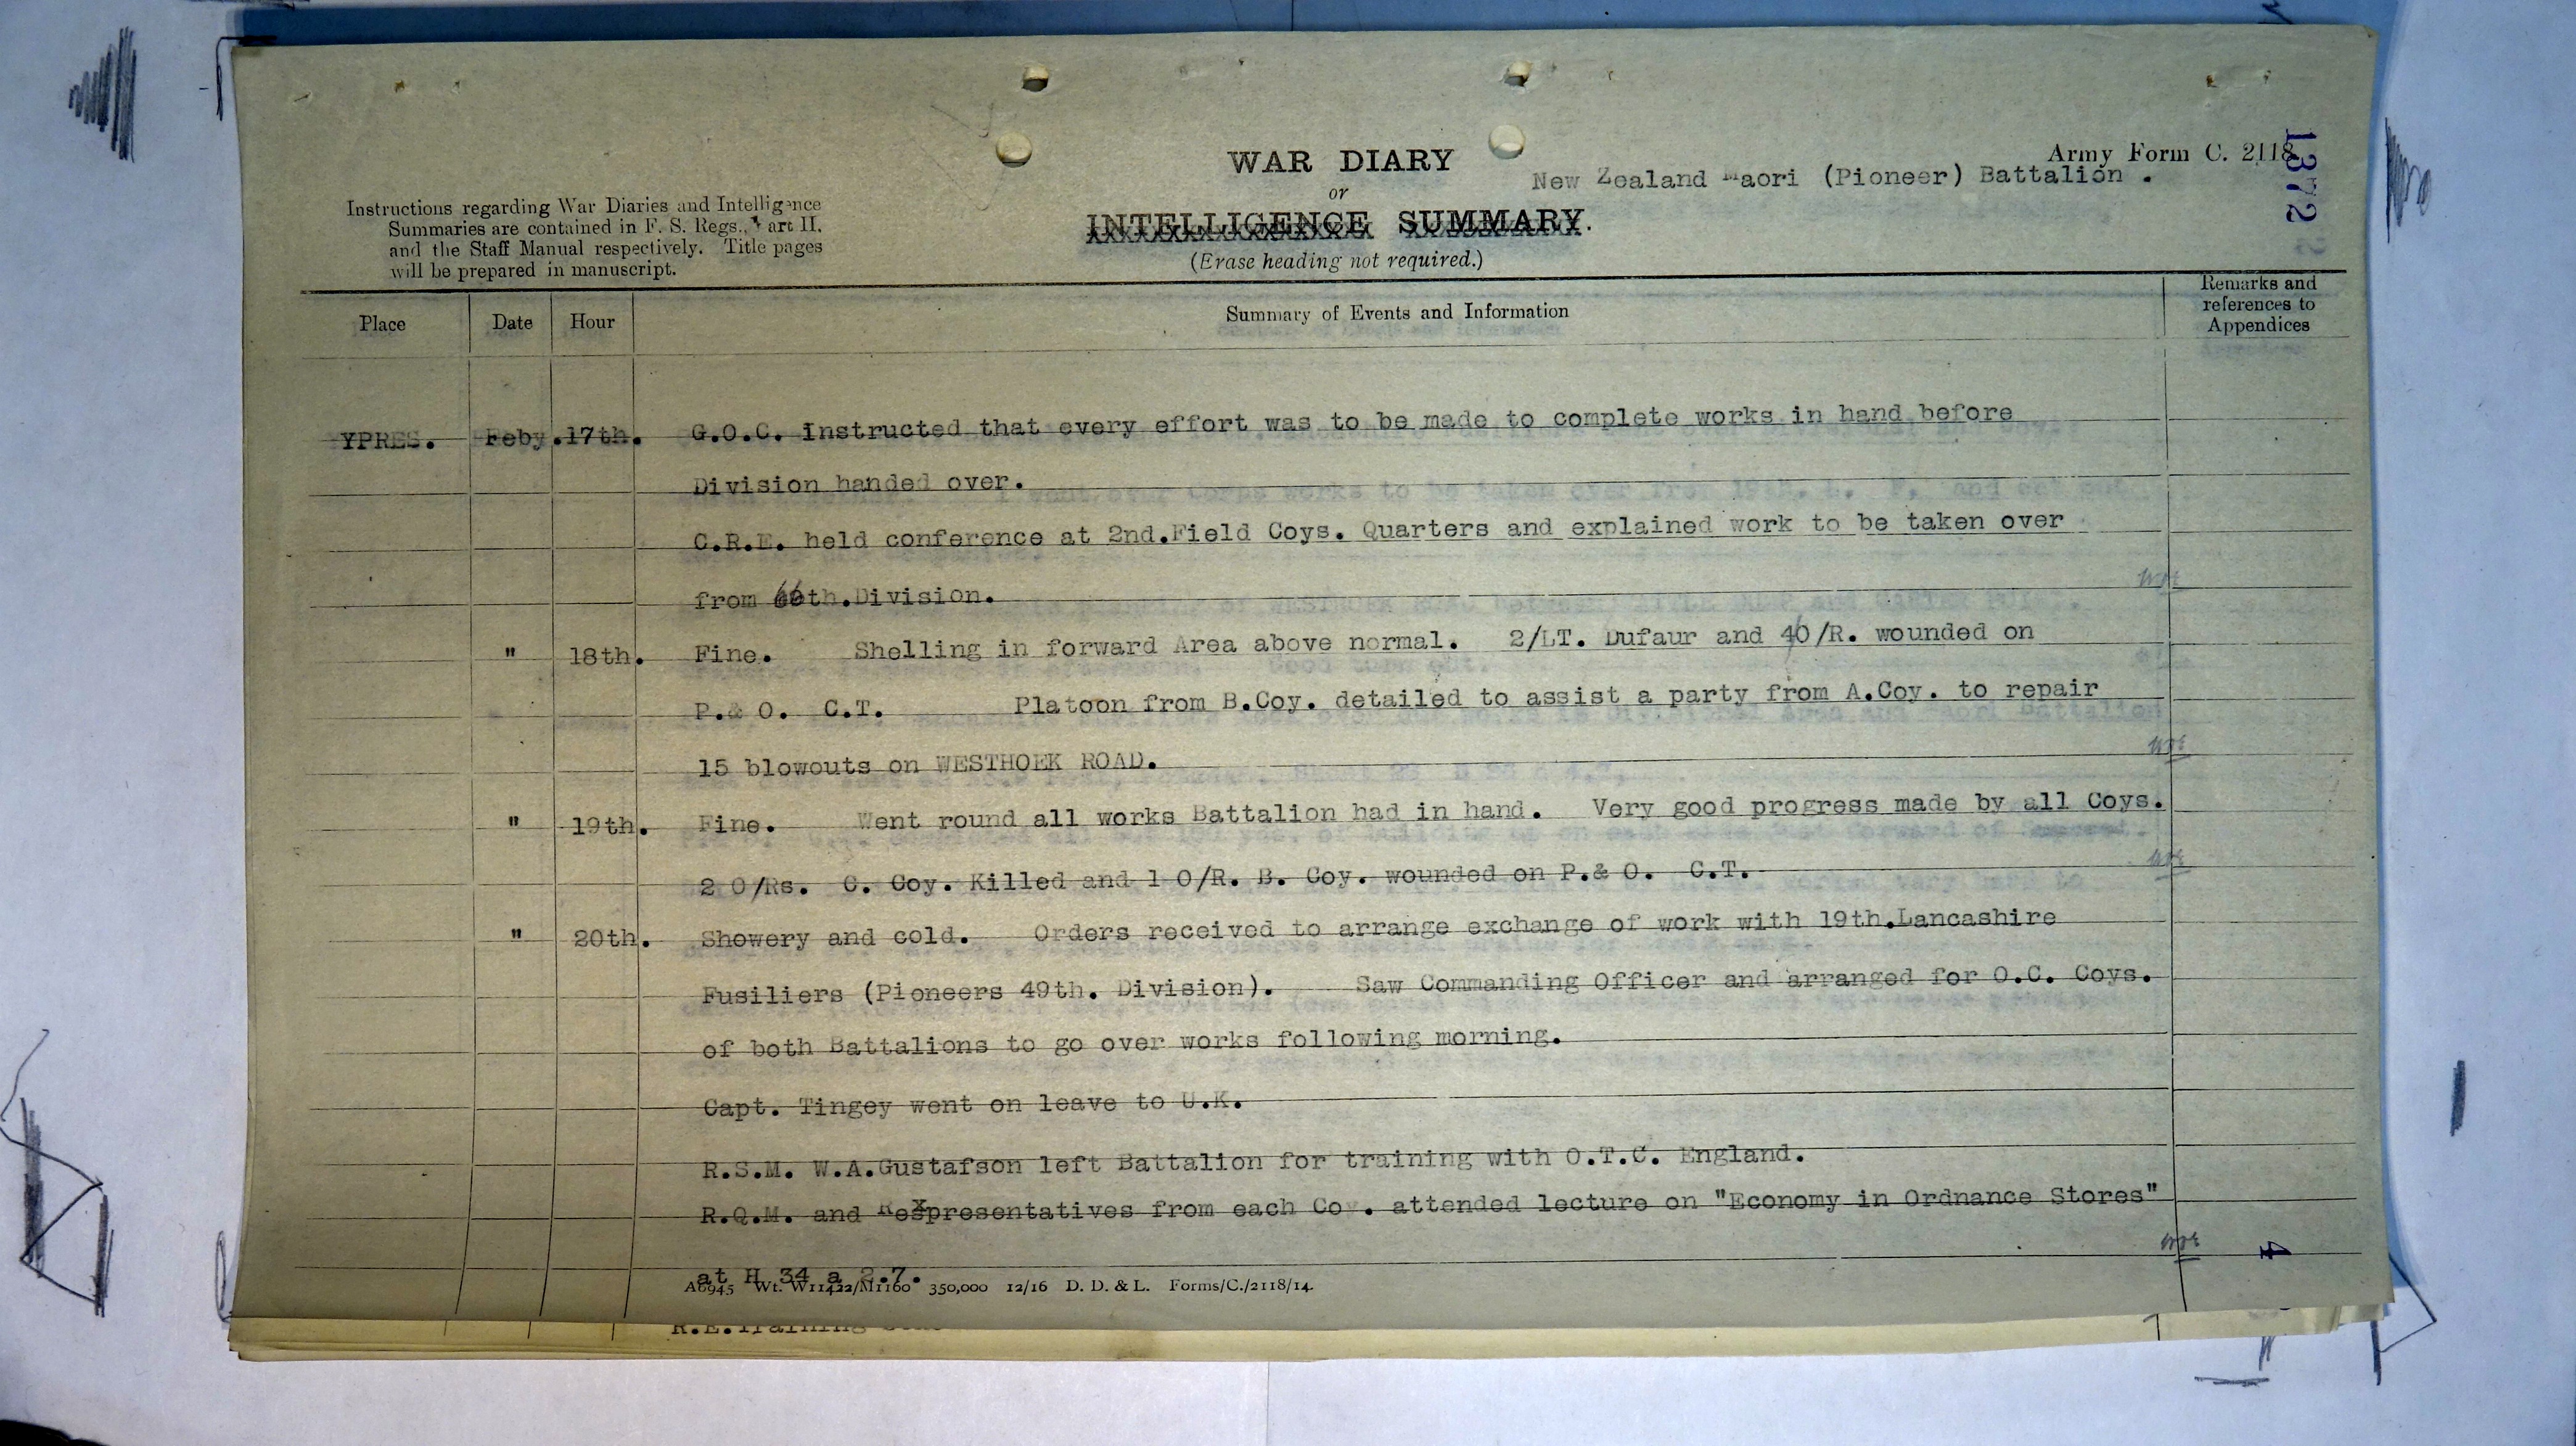 Army Form C. 2118
1372
WAR DIARY
or
INTELLIGENCE SUMMARY.
(Erase heading not required.)
New Zealand Maori (Pioneer) Battalion .
Instructions regarding War Diaries and Intelligence
Summaries are contained in F. S. Regs., Part II.
and the Staff Manual respectively. Title pages
will be prepared in manuscript.
Place Date Hour Summary of Events and Information Remarks and references to Appendices
YPRES. Feby.17th. G.O.C. Instructed that every effort was to be made to complete works in hand before
Division handed over.
C.R.E. held conference at 2nd.Field Coys. Quarters and explained work to be taken over
from 66th.Division.
" 18th. Fine. Shelling in forward Area above normal. 2/LT. Dufaur and 4O/R. wounded on
P.& O. C.T. Platoon from B.Coy. detailed to assist a party from A.Coy. to repair
15 blowouts on WESTHOEK ROAD.
" 19th. Fine. Went round all works Battalion had in hand. Very good progress made by all Coys.
2 O/Rs. C. Coy. Killed and 1 O/R. B. Coy. wounded on P.& O. C.T.
" 20th. Showery and cold. Orders received to arrange exchange of work with 19th.Lancashire
Fusiliers (Pioneers 49th. Division). Saw Commanding Officer and arranged for O.C. Coys.
of both Battalions to go over works following morning.
Capt. Tingey went on leave to U.K.
R.S.M. W.A.Gustafson left Battalion for training with O.T.C. England.
R.Q.M. and Rexpresentatives from each Coy. attended lecture on "Economy in Ordnance Stores"
at H 34 a 2.7.
4
A6945 Wt. W11422/M1160 350,000 12/16 D. D. & L. Forms/C./2118/14.
R.E.Training